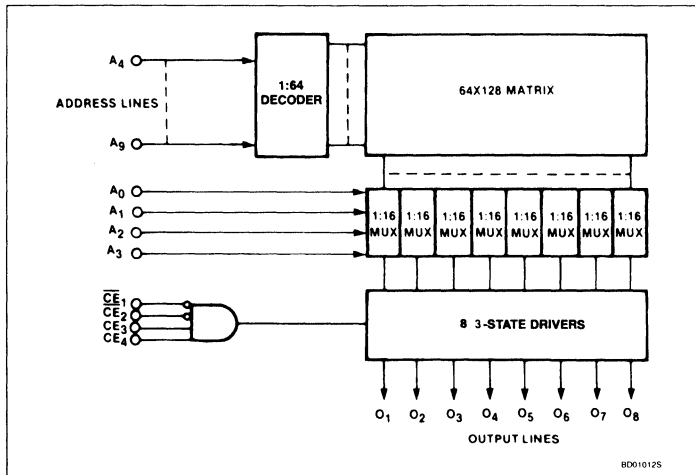 A4
1:64
DECODER
64X128 MATRIX
ADDRESS LINES
A9
A0
A1
A2
A3
1:16 MUX
1:16 MUX
1:16 MUX
1:16 MUX
1:16 MUX
1:16 MUX
1:16 MUX
1:16 MUX
CE1
CE2
CE3
CE4
8 3-STATE DRIVERS
O1 O2 O3 O4 O5 O6 O7 O8
OUTPUT LINES
BD01012S